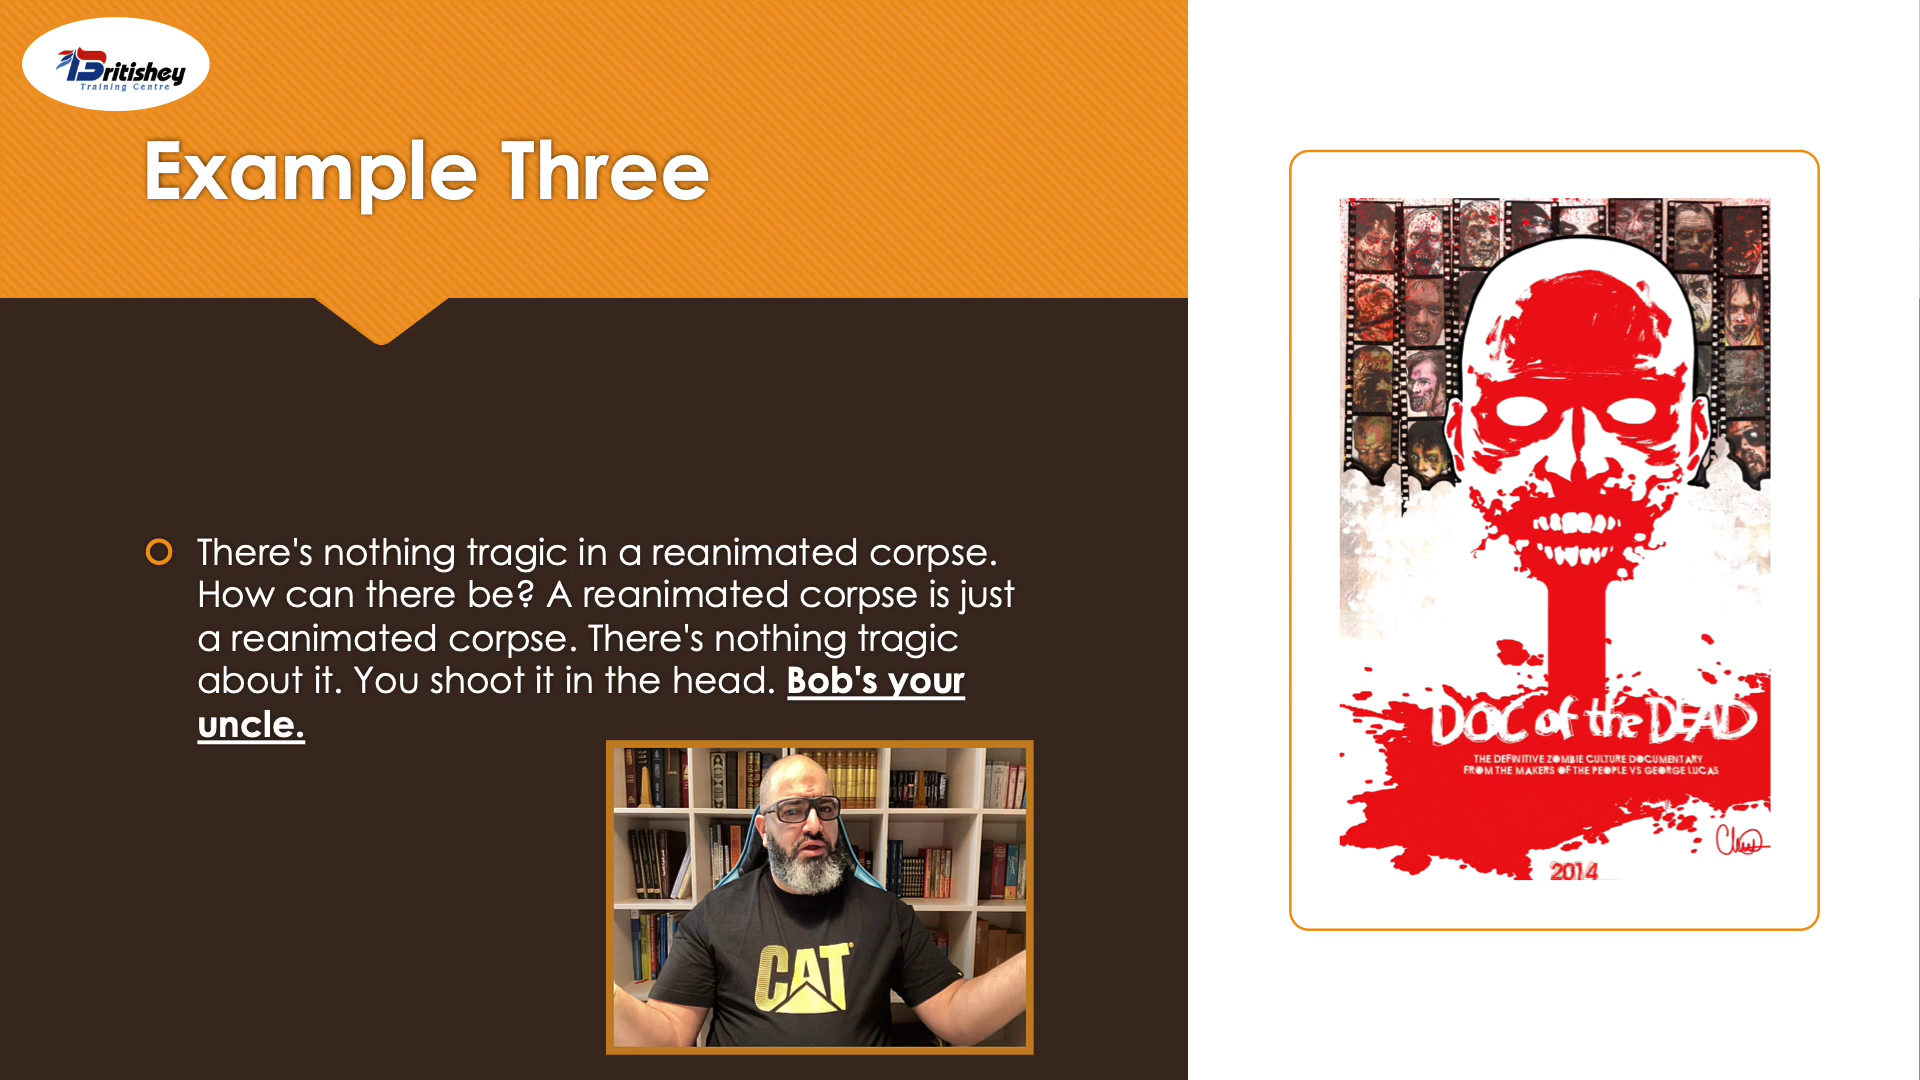 Britishey
Training Centre
Example Three
There's nothing tragic in a reanimated corpse.
How can there be? A reanimated corpse is just
a reanimated corpse. There's nothing tragic
about it. You shoot it in the head. Bob's your
uncle.
CAT
DOC of the DEAD
THE DEFINITIVE ZOMBIE CULTURE DOCUMENTARY
FROM THE MAKERS OF THE PEOPLE VS GEORGE LUCAS
2014